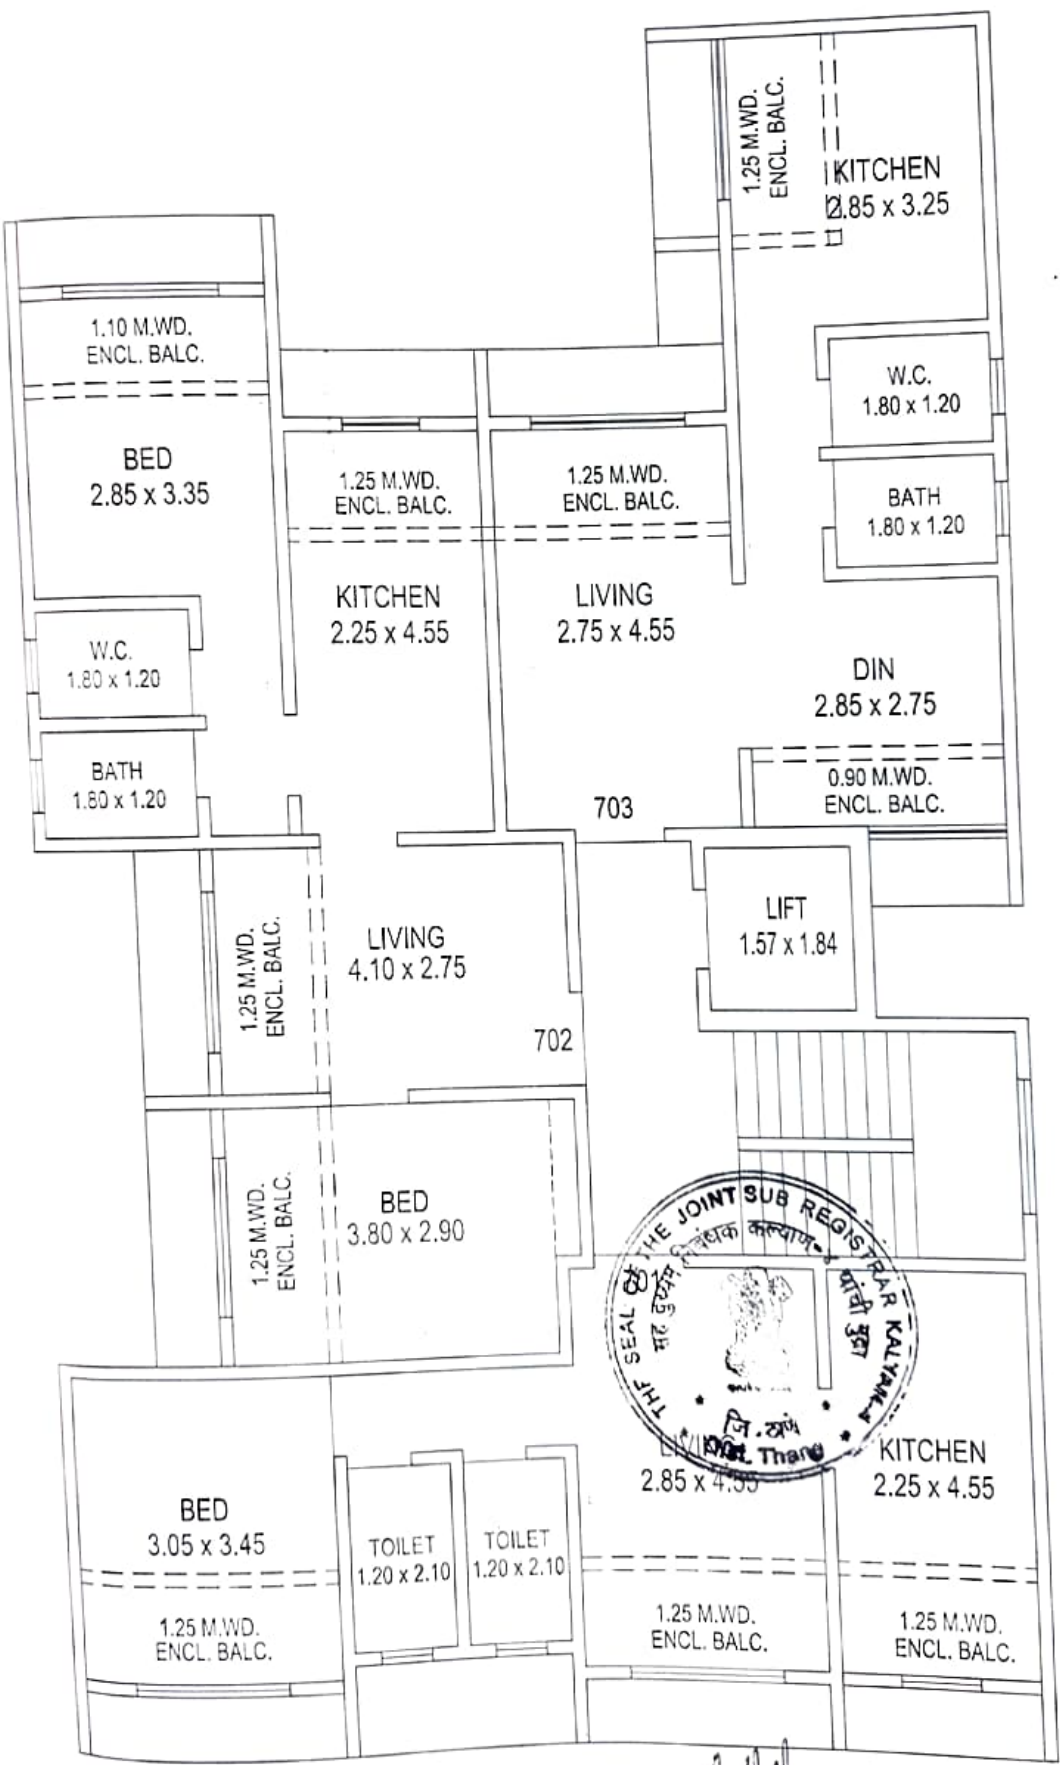 1.25 M.WD.
ENCL. BALC.
KITCHEN
2.85 x 3.25
1.10 M.WD.
ENCL. BALC.
W.C.
1.80 x 1.20
BED
2.85 x 3.35
1.25 M.WD.
ENCL. BALC.
1.25 M.WD.
ENCL. BALC.
BATH
1.80 x 1.20
KITCHEN
2.25 x 4.55
LIVING
2.75 x 4.55
W.C.
1.80 x 1.20
DIN
2.85 x 2.75
BATH
1.80 x 1.20
0.90 M.WD.
ENCL. BALC.
703
LIFT
1.57 x 1.84
1.25 M.WD.
ENCL. BALC.
LIVING
4.10 x 2.75
702
1.25 M.WD.
ENCL. BALC.
BED
3.80 x 2.90
THE SEAL OF THE JOINT SUB REGISTRAR KALYAN-4
निबंधक कल्याण-४ यांची मुद्रा
जि. ठाणे
Dist. Thane
LIVING
2.85 x 4.55
KITCHEN
2.25 x 4.55
BED
3.05 x 3.45
TOILET
1.20 x 2.10
TOILET
1.20 x 2.10
1.25 M.WD.
ENCL. BALC.
1.25 M.WD.
ENCL. BALC.
1.25 M.WD.
ENCL. BALC.